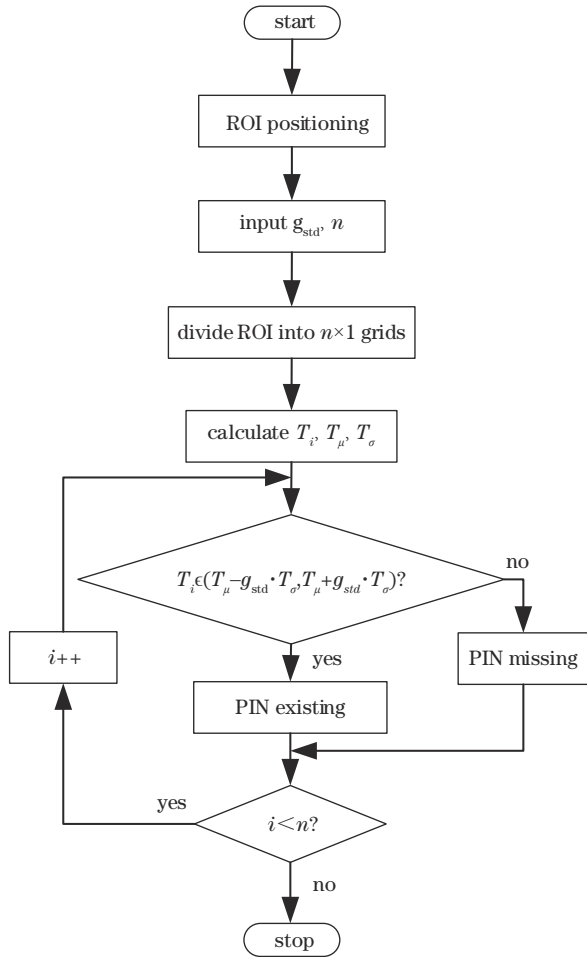 start
ROI positioning
input g_std, n
divide ROI into n×1 grids
calculate T_i, T_μ, T_σ
T_iϵ(T_μ−g_std·T_σ,T_μ+g_std·T_σ)?
no
i++
yes
PIN missing
PIN existing
yes
i<n?
no
stop